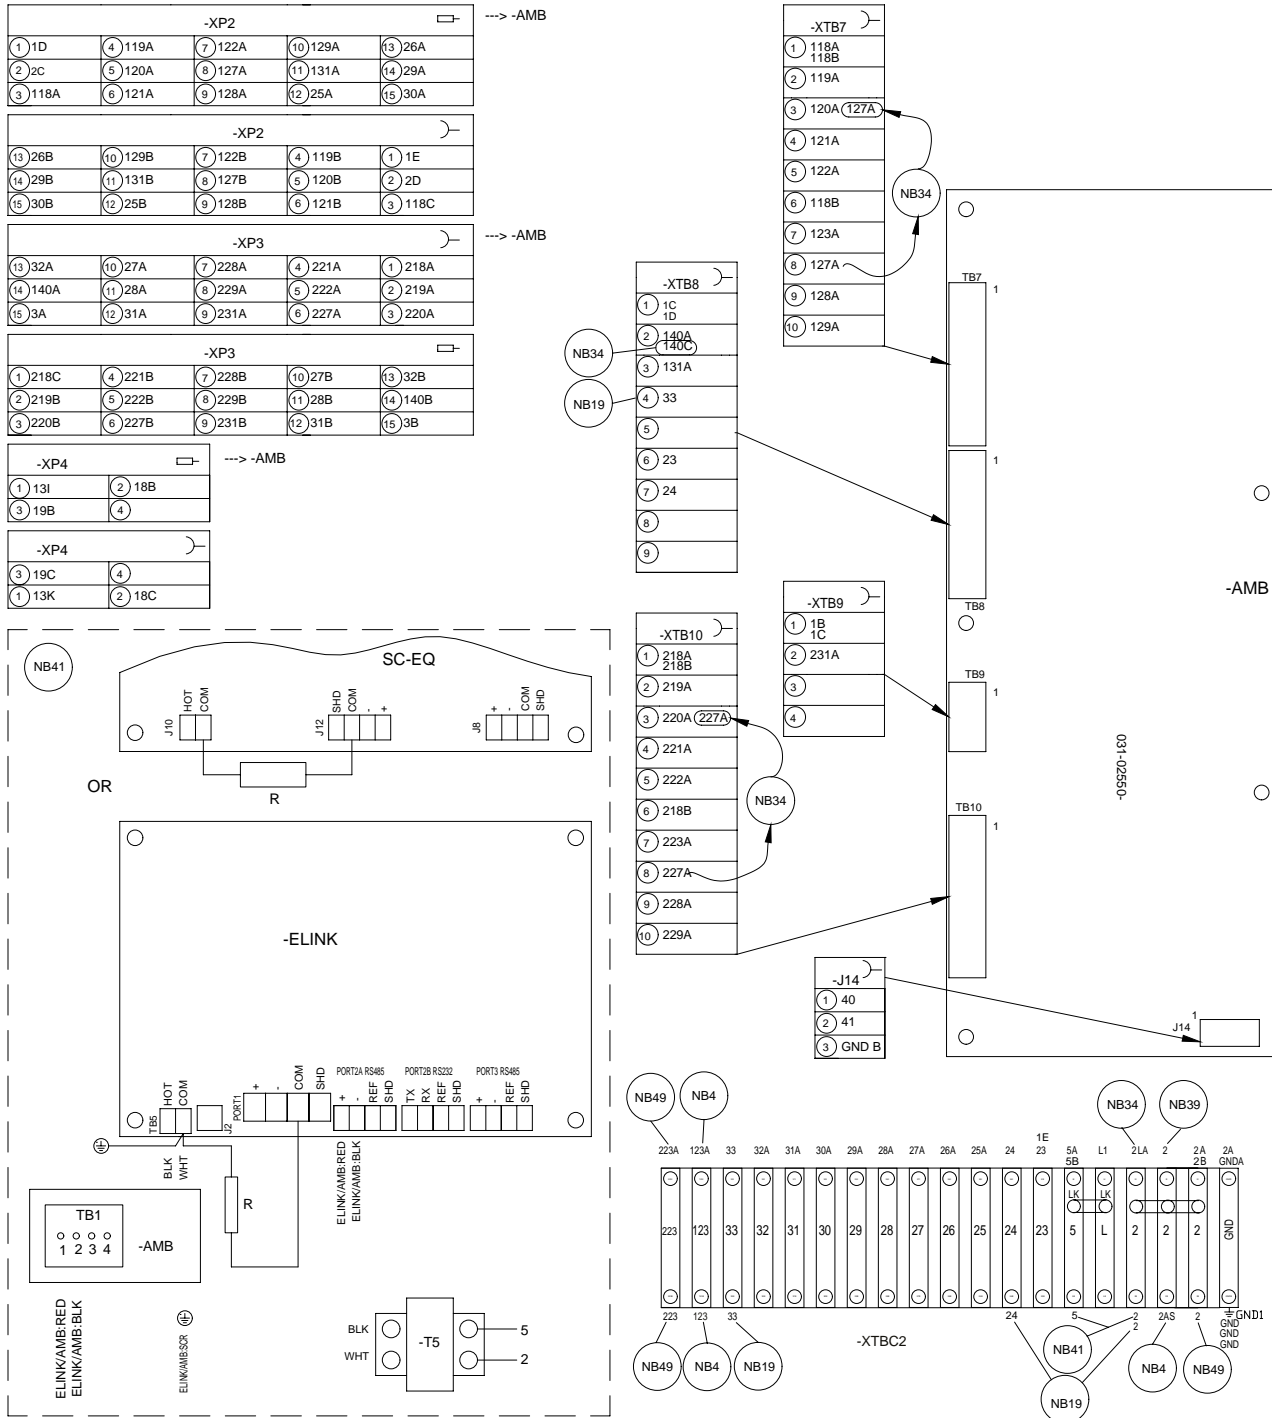 -XP2 ---> -AMB
1 1D 4 119A 7 122A 10 129A 13 26A
2 2C 5 120A 8 127A 11 131A 14 29A
3 118A 6 121A 9 128A 12 25A 15 30A
-XP2
13 26B 10 129B 7 122B 4 119B 1 1E
14 29B 11 131B 8 127B 5 120B 2 2D
15 30B 12 25B 9 128B 6 121B 3 118C
-XP3 ---> -AMB
13 32A 10 27A 7 228A 4 221A 1 218A
14 140A 11 28A 8 229A 5 222A 2 219A
15 3A 12 31A 9 231A 6 227A 3 220A
-XP3
1 218C 4 221B 7 228B 10 27B 13 32B
2 219B 5 222B 8 229B 11 28B 14 140B
3 220B 6 227B 9 231B 12 31B 15 3B
-XP4 ---> -AMB
1 13I 2 18B
3 19B 4
-XP4
3 19C 4
1 13K 2 18C
-XTB7
1 118A
118B
2 119A
3 120A 127A
4 121A
5 122A
6 118B
7 123A
8 127A
9 128A
10 129A
NB34
-XTB8
1 1C
1D
2 140A
140C
3 131A
4 33
5
6 23
7 24
8
9
NB34
NB19
-XTB9
1 1B
1C
2 231A
3
4
-XTB10
1 218A
218B
2 219A
3 220A 227A
4 221A
5 222A
6 218B
7 223A
8 227A
9 228A
10 229A
NB34
-J14
1 40
2 41
3 GND B
TB7
1
1
TB8
TB9
1
TB10
1
1
J14
-AMB
031-02550-
NB41
SC-EQ
J10 HOT COM
J12 SHD COM - +
J8 + - COM SHD
R
OR
-ELINK
TB5 HOT COM
J2
PORT1 + - COM SHD
PORT2A RS485 PORT2B RS232 PORT3 RS485
+ - REF SHD TX RX REF SHD + - REF SHD
BLK
WHT
R
ELINK/AMB:RED
ELINK/AMB:BLK
TB1
1 2 3 4
-AMB
ELINK/AMB:RED
ELINK/AMB:BLK
ELINK/AMB:SCR
BLK
WHT
-T5
5
2
NB49 NB4 NB34 NB39
1E
223A 123A 33 32A 31A 30A 29A 28A 27A 26A 25A 24 23 5A L1 2LA 2 2A 2A
5B 2B GNDA
LK LK
223 123 33 32 31 30 29 28 27 26 25 24 23 5 L 2 2 2 GND
223 123 33 24 5 2 2AS 2 GND1
2
GND
GND
GND
-XTBC2
NB49 NB4 NB19 NB41 NB19 NB4 NB49